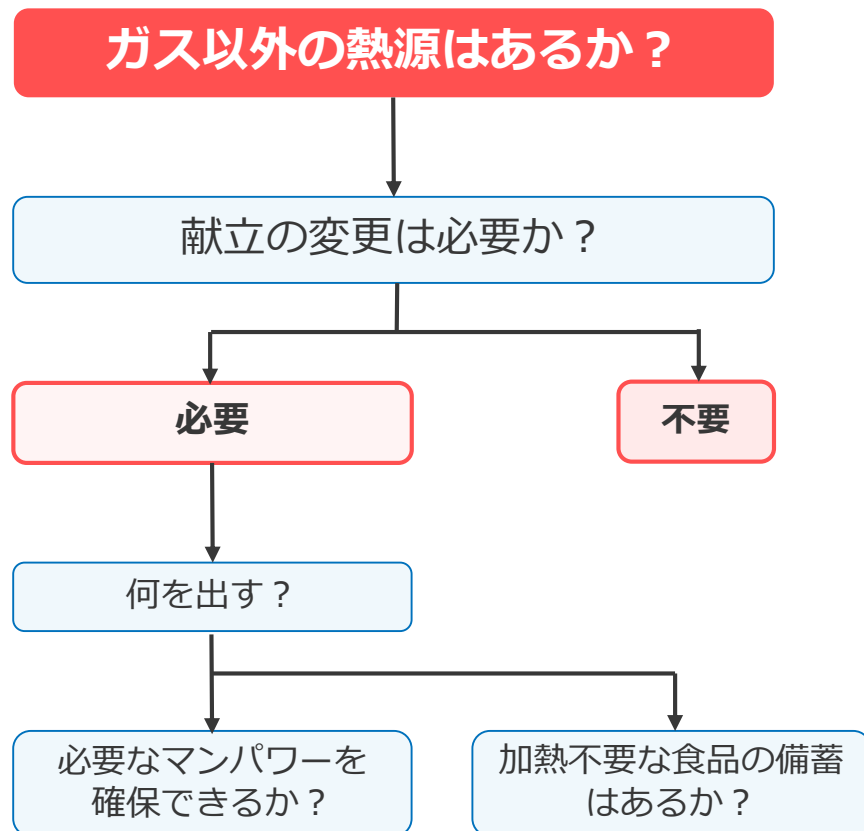 ガス以外の熱源はあるか？
献立の変更は必要か？
必要
不要
何を出す？
必要なマンパワーを
確保できるか？
加熱不要な食品の備蓄
はあるか？